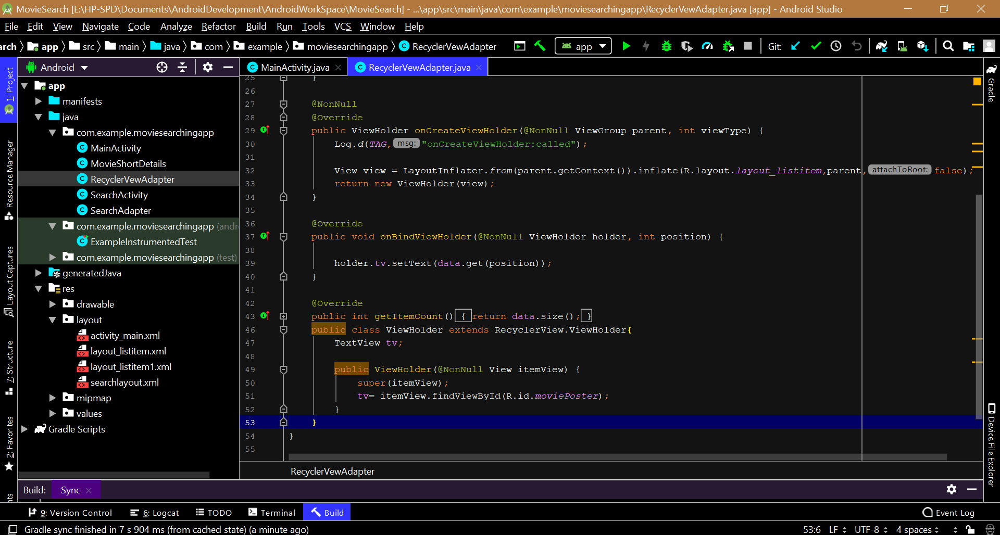 MovieSearch [E:\HP-SPD\Documents\AndroidDevelopment\AndroidWorkSpace\MovieSearch] - ...\app\src\main\java\com\example\moviesearchingapp\RecyclerVewAdapter.java [app] - Android Studio
File Edit View Navigate Code Analyze Refactor Build Run Tools VCS Window Help
arch app src main java com example moviesearchingapp RecyclerVewAdapter app Git:
Android
MainActivity.java
RecyclerVewAdapter.java
1: Project
Resource Manager
Layout Captures
7: Structure
2: Favorites
nts
app
manifests
java
com.example.moviesearchingapp
MainActivity
MovieShortDetails
RecyclerVewAdapter
SearchActivity
SearchAdapter
com.example.moviesearchingapp (andr
ExampleInstrumentedTest
com.example.moviesearchingapp (test)
generatedJava
res
drawable
layout
activity_main.xml
layout_listitem.xml
layout_listitem1.xml
searchlayout.xml
mipmap
values
Gradle Scripts
25 }
26
27 @NonNull
28 @Override
29 public ViewHolder onCreateViewHolder(@NonNull ViewGroup parent, int viewType) {
30 Log.d(TAG, msg: "onCreateViewHolder:called");
31
32 View view = LayoutInflater.from(parent.getContext()).inflate(R.layout.layout_listitem,parent, attachToRoot: false);
33 return new ViewHolder(view);
34 }
35
36 @Override
37 public void onBindViewHolder(@NonNull ViewHolder holder, int position) {
38
39 holder.tv.setText(data.get(position));
40 }
41
42 @Override
43 public int getItemCount() { return data.size(); }
46 public class ViewHolder extends RecyclerView.ViewHolder{
47 TextView tv;
48
49 public ViewHolder(@NonNull View itemView) {
50 super(itemView);
51 tv= itemView.findViewById(R.id.moviePoster);
52 }
53 }
54 }
55
RecyclerVewAdapter
Gradle
Device File Explorer
Build: Sync
9: Version Control 6: Logcat TODO Terminal Build Event Log
Gradle sync finished in 7 s 904 ms (from cached state) (a minute ago) 53:6 LF UTF-8 4 spaces